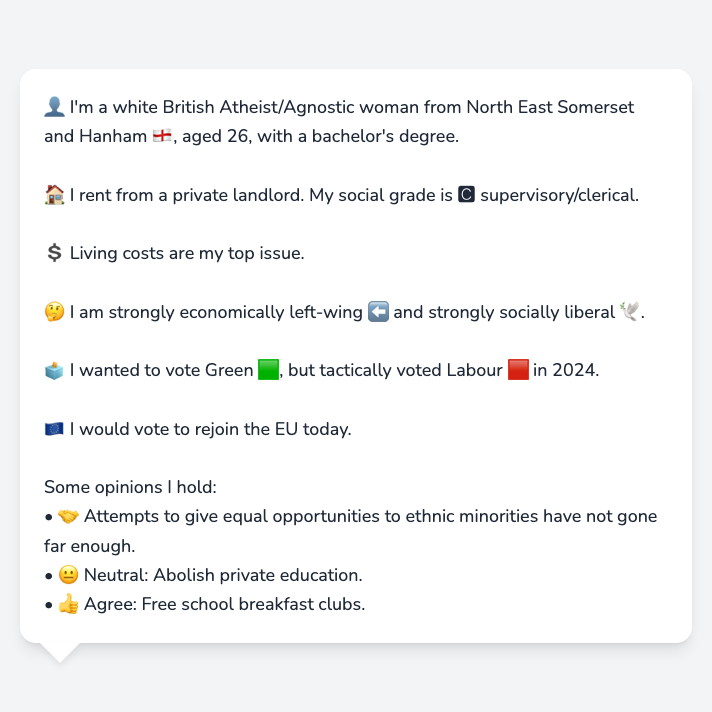 👤 I'm a white British Atheist/Agnostic woman from North East Somerset
and Hanham 🏴󠁧󠁢󠁥󠁮󠁧󠁿, aged 26, with a bachelor's degree.
🏠 I rent from a private landlord. My social grade is C supervisory/clerical.
💲 Living costs are my top issue.
🤔 I am strongly economically left-wing ⬅️ and strongly socially liberal 🕊️.
🗳️ I wanted to vote Green 🟩, but tactically voted Labour 🟥 in 2024.
🇪🇺 I would vote to rejoin the EU today.
Some opinions I hold:
• 🤝 Attempts to give equal opportunities to ethnic minorities have not gone
far enough.
• 😐 Neutral: Abolish private education.
• 👍 Agree: Free school breakfast clubs.